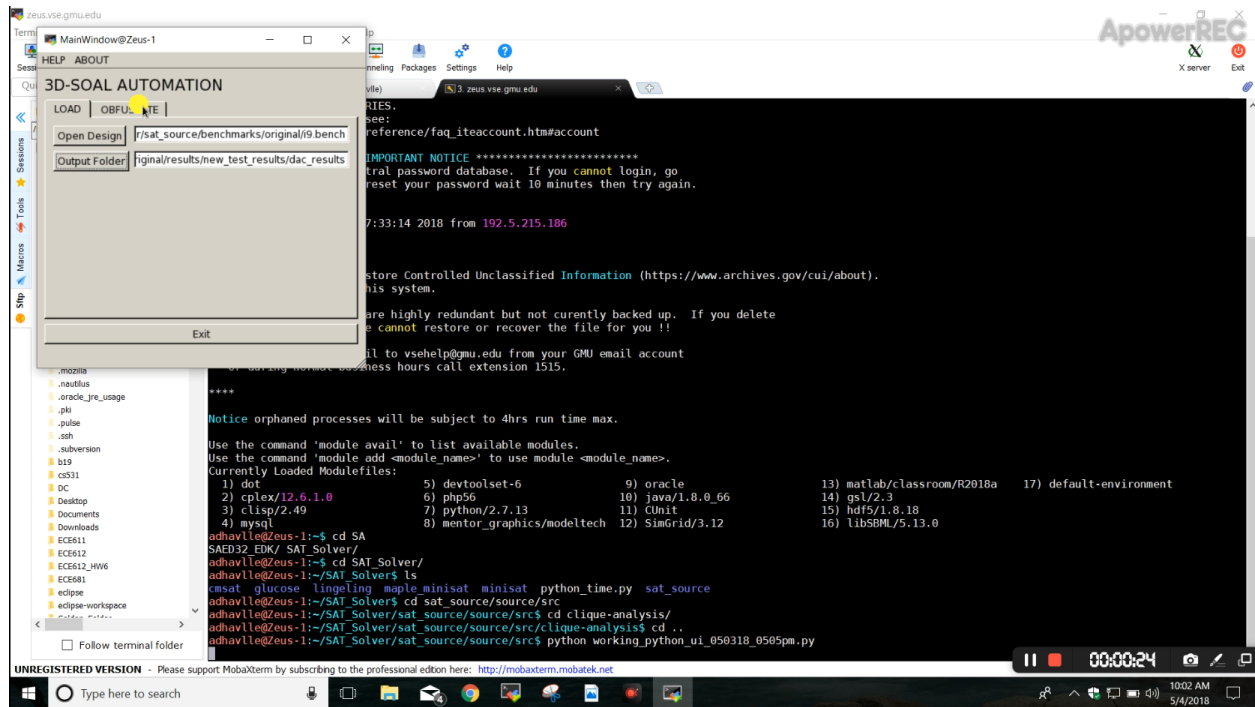 zeus.vse.gmu.edu
ApowerREC
MainWindow@Zeus-1
HELP ABOUT
3D-SOAL AUTOMATION
LOAD
Open Design r/sat_source/benchmarks/original/i9.bench
Output Folder riginal/results/new_test_results/dac_results
Exit
Packages Settings Help
X server Exit
3. zeus.vse.gmu.edu
Sessions
Tools
Macros
Sftp
RIES.
see:
reference/faq_iteaccount.htm#account
IMPORTANT NOTICE *************************
tral password database. If you cannot login, go
reset your password wait 10 minutes then try again.
7:33:14 2018 from 192.5.215.186
store Controlled Unclassified Information (https://www.archives.gov/cui/about).
his system.
are highly redundant but not curently backed up. If you delete
e cannot restore or recover the file for you !!
il to vsehelp@gmu.edu from your GMU email account
or during normal business hours call extension 1515.
****
Notice orphaned processes will be subject to 4hrs run time max.
Use the command 'module avail' to list available modules.
Use the command 'module add <module_name>' to use module <module_name>.
Currently Loaded Modulefiles:
1) dot 5) devtoolset-6 9) oracle 13) matlab/classroom/R2018a 17) default-environment
2) cplex/12.6.1.0 6) php56 10) java/1.8.0_66 14) gsl/2.3
3) clisp/2.49 7) python/2.7.13 11) CUnit 15) hdf5/1.8.18
4) mysql 8) mentor_graphics/modeltech 12) SimGrid/3.12 16) libSBML/5.13.0
adhavlle@Zeus-1:~$ cd SA
SAED32_EDK/ SAT_Solver/
adhavlle@Zeus-1:~$ cd SAT_Solver/
adhavlle@Zeus-1:~/SAT_Solver$ ls
cmsat glucose lingeling maple_minisat minisat python_time.py sat_source
adhavlle@Zeus-1:~/SAT_Solver$ cd sat_source/source/src
adhavlle@Zeus-1:~/SAT_Solver/sat_source/source/src$ cd clique-analysis/
adhavlle@Zeus-1:~/SAT_Solver/sat_source/source/src/clique-analysis$ cd ..
adhavlle@Zeus-1:~/SAT_Solver/sat_source/source/src$ python working_python_ui_050318_0505pm.py
.mozilla
.nautilus
.oracle_jre_usage
.pki
.pulse
.ssh
.subversion
b19
cs531
DC
Desktop
Documents
Downloads
ECE611
ECE612
ECE612_HW6
ECE681
eclipse
eclipse-workspace
Follow terminal folder
UNREGISTERED VERSION - Please support MobaXterm by subscribing to the professional edition here: http://mobaxterm.mobatek.net
00:00:24
Type here to search
10:02 AM
5/4/2018